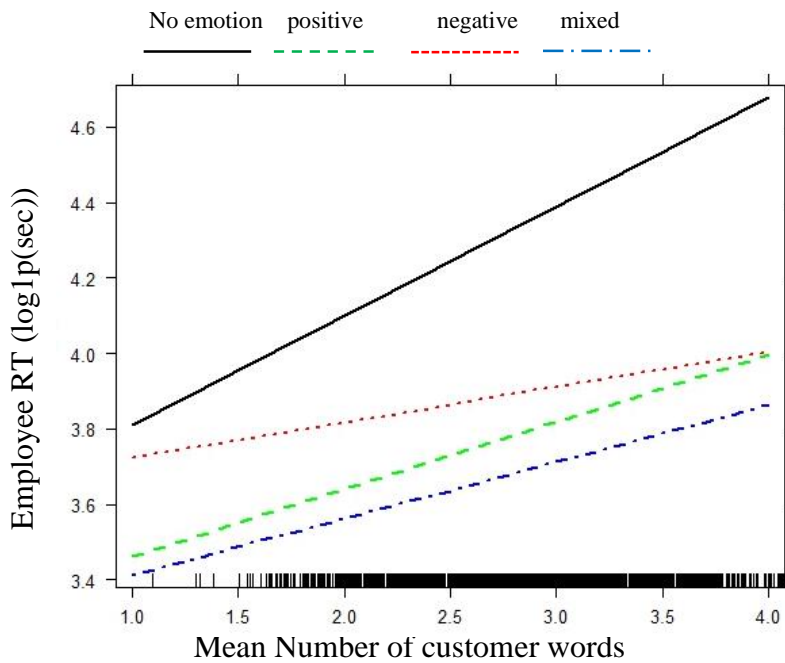 No emotion positive negative mixed
4.6
4.4
4.2
4.0
3.8
3.6
3.4
Employee RT (log1p(sec))
1.0 1.5 2.0 2.5 3.0 3.5 4.0
Mean Number of customer words